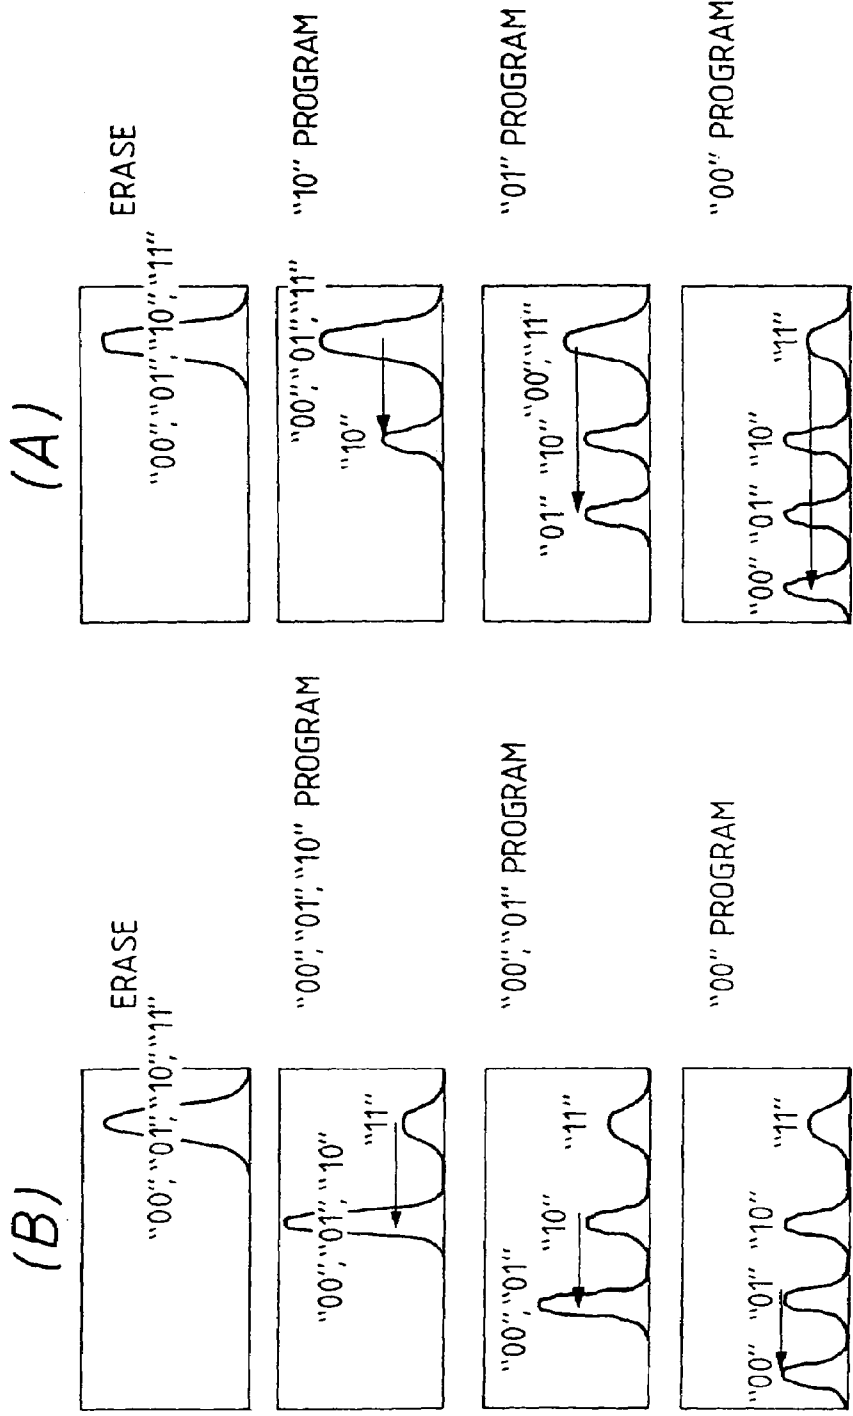 (A)
"00", "01", "10", "11"
ERASE
"00", "01", "11"
"10"
"10" PROGRAM
"01" "10" "00", "11"
"01" PROGRAM
"00" "01" "10" "11"
"00" PROGRAM
(B)
"00", "01", "10", "11"
ERASE
"00", "01", "10"
"11"
"00", "01", "10" PROGRAM
"00", "01"
"10"
"11"
"00", "01" PROGRAM
"00" "01" "10" "11"
"00" PROGRAM